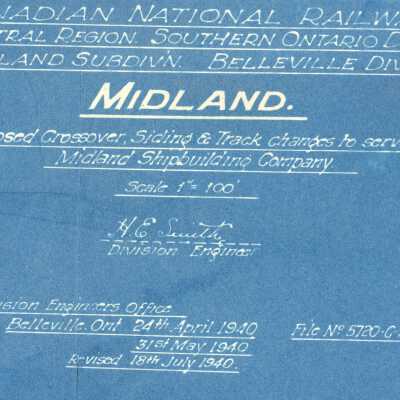 NADIAN NATIONAL RAILW
TRAL REGION. SOUTHERN ONTARIO D
LAND SUBDIV'N. BELLEVILLE DIV
MIDLAND.
osed Crossover, Siding & Track changes to serv
Midland Shipbuilding Company.
Scale 1"= 100'
H.E. Smith
Division Engineer
ision Engineers Office
Belleville. Ont 24th April 1940
31st May 1940
Revised 18th July 1940.
File No. 5720-G